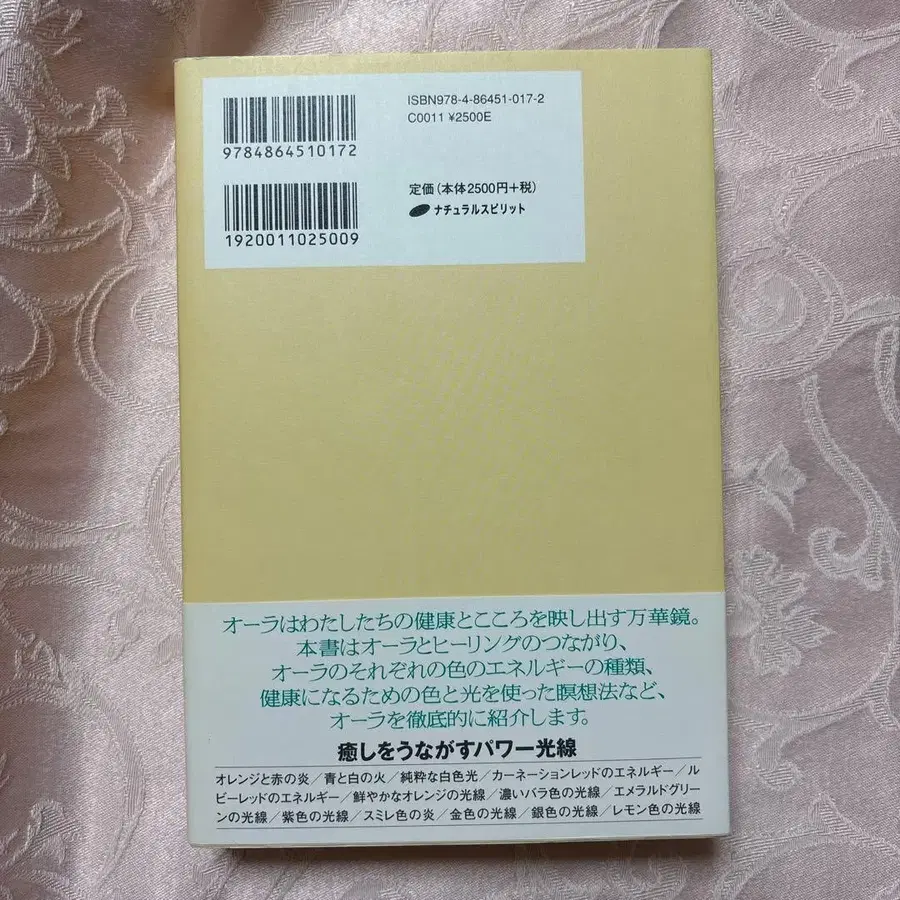 ISBN978-4-86451-017-2
C0011 ¥2500E
9784864510172
定価(本体2500円+税)
ナチュラルスピリット
1920011025009
オーラはわたしたちの健康とこころを映し出す万華鏡。
本書はオーラとヒーリングのつながり、
オーラのそれぞれの色のエネルギーの種類、
健康になるための色と光を使った瞑想法など、
オーラを徹底的に紹介します。
癒しをうながすパワー光線
オレンジと赤の炎/青と白の火/純粋な白色光/カーネーションレッドのエネルギー/ル
ビーレッドのエネルギー/鮮やかなオレンジの光線/濃いバラ色の光線/エメラルドグリー
ンの光線/紫色の光線/スミレ色の炎/金色の光線/銀色の光線/レモン色の光線